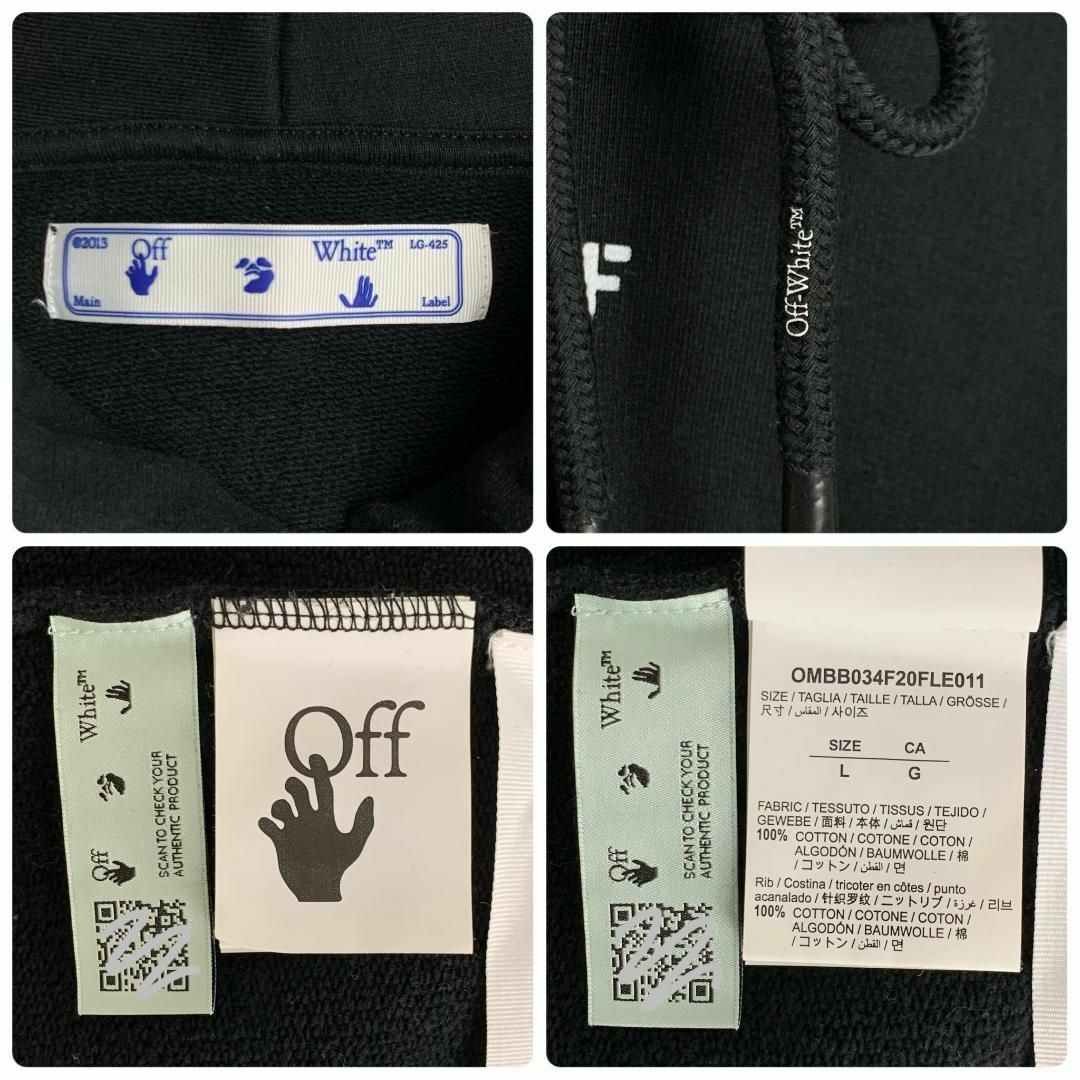 ©2013 Off White™ LG-425
Main Label
F
Off-White™
White™
Off
SCAN TO CHECK YOUR
AUTHENTIC PRODUCT
Off
White™
Off
SCAN TO CHECK YOUR
AUTHENTIC PRODUCT
OMBB034F20FLE011
SIZE / TAGLIA / TAILLE / TALLA / GRÖSSE /
尺寸 / المقاس / 사이즈
SIZE CA
L G
FABRIC / TESSUTO / TISSUS / TEJIDO /
GEWEBE / 面料 / 本体 / قماش / 원단
100% COTTON / COTONE / COTON /
ALGODÓN / BAUMWOLLE / 棉
/ コットン / القطن / 면
Rib / Costina / tricoter en côtes / punto
acanalado / 针织罗纹 / ニットリブ / غرزة / 리브
100% COTTON / COTONE / COTON /
ALGODÓN / BAUMWOLLE / 棉
/ コットン / القطن / 면